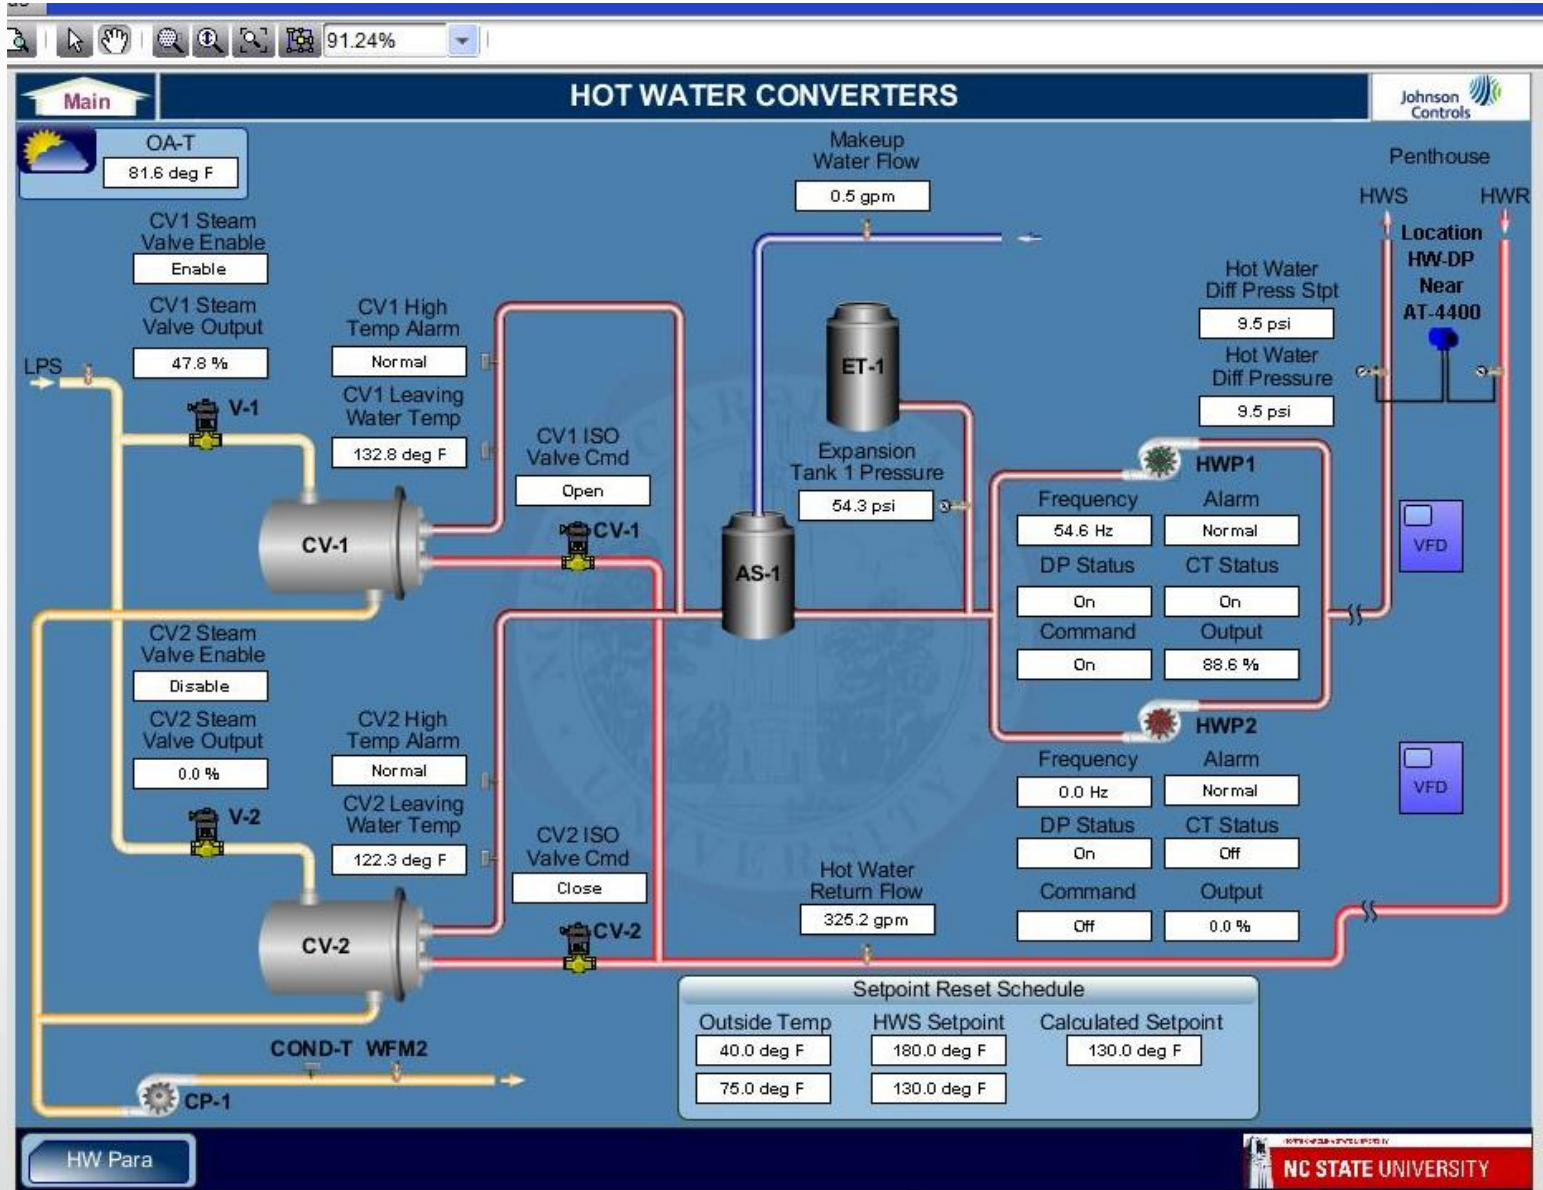 91.24%
Main
HOT WATER CONVERTERS
Johnson
Controls
OA-T
81.6 deg F
Makeup
Water Flow
0.5 gpm
Penthouse
HWS
HWR
Location
HW-DP
Near
AT-4400
CV1 Steam
Valve Enable
Enable
CV1 Steam
Valve Output
47.8 %
LPS
V-1
CV1 High
Temp Alarm
Normal
CV1 Leaving
Water Temp
132.8 deg F
CV1 ISO
Valve Cmd
Open
CV-1
CV-1
ET-1
Expansion
Tank 1 Pressure
54.3 psi
AS-1
Hot Water
Diff Press Stpt
9.5 psi
Hot Water
Diff Pressure
9.5 psi
HWP1
Frequency
Alarm
54.6 Hz
Normal
DP Status
CT Status
On
On
Command
Output
On
88.6 %
VFD
CV2 Steam
Valve Enable
Disable
CV2 Steam
Valve Output
0.0 %
V-2
CV2 High
Temp Alarm
Normal
CV2 Leaving
Water Temp
122.3 deg F
CV2 ISO
Valve Cmd
Close
CV-2
CV-2
HWP2
Frequency
Alarm
0.0 Hz
Normal
DP Status
CT Status
On
Off
Command
Output
Off
0.0 %
VFD
Hot Water
Return Flow
325.2 gpm
Setpoint Reset Schedule
Outside Temp
HWS Setpoint
Calculated Setpoint
40.0 deg F
180.0 deg F
130.0 deg F
75.0 deg F
130.0 deg F
COND-T WFM2
CP-1
HW Para
NC STATE UNIVERSITY